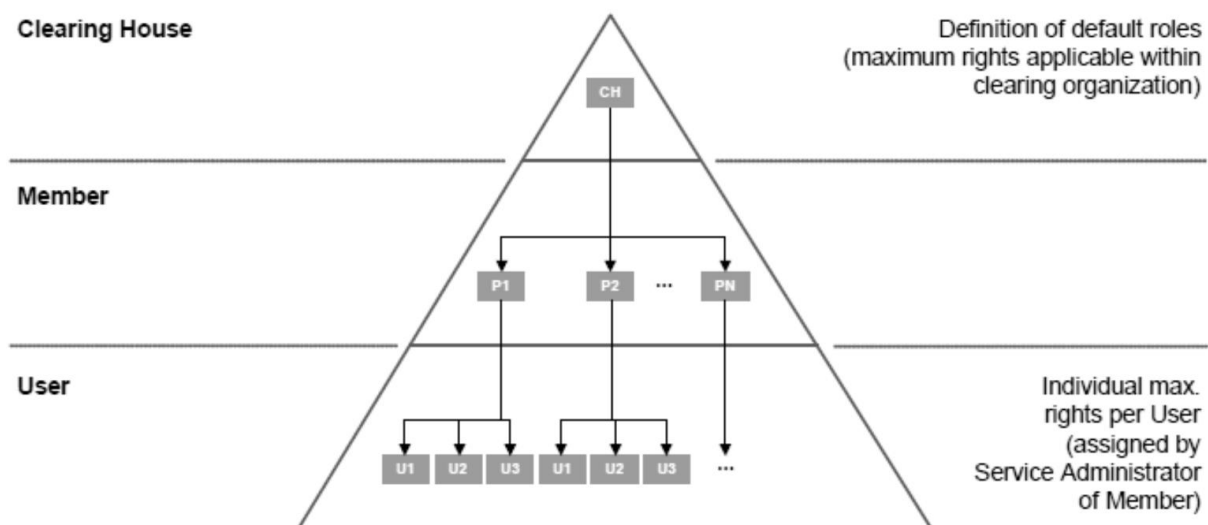 Clearing House
Definition of default roles
(maximum rights applicable within
clearing organization)
CH
Member
P1 P2 ... PN
User
Individual max.
rights per User
(assigned by
Service Administrator
of Member)
U1 U2 U3 U1 U2 U3 ...